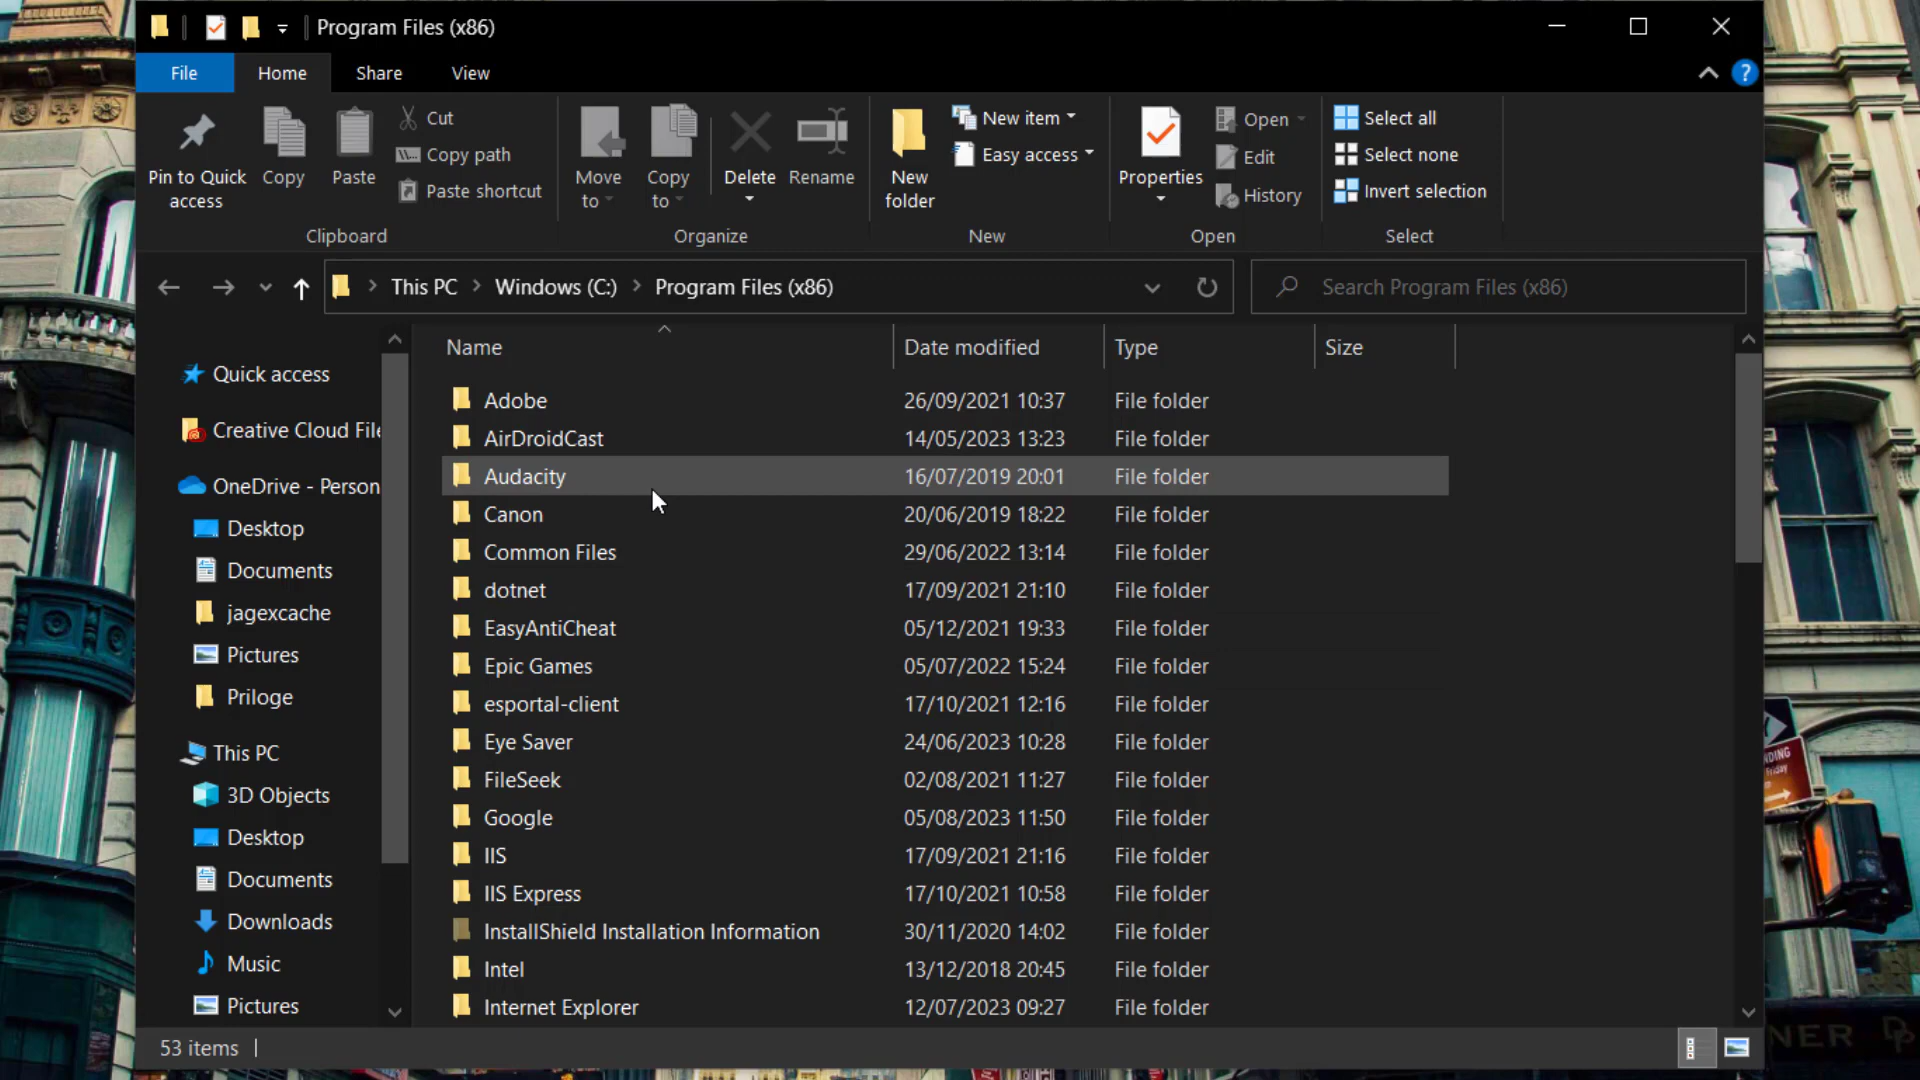 Program Files (x86)
File Home Share View
?
Pin to Quick access
Copy
Paste
Cut
Copy path
Paste shortcut
Clipboard
Move to
Copy to
Delete
Rename
Organize
New folder
New item
Easy access
New
Properties
Open
Edit
History
Open
Select all
Select none
Invert selection
Select
This PC Windows (C:) Program Files (x86)
Search Program Files (x86)
Quick access
Creative Cloud File
OneDrive - Person
Desktop
Documents
jagexcache
Pictures
Priloge
This PC
3D Objects
Desktop
Documents
Downloads
Music
Pictures
Name Date modified Type Size
Adobe 26/09/2021 10:37 File folder
AirDroidCast 14/05/2023 13:23 File folder
Audacity 16/07/2019 20:01 File folder
Canon 20/06/2019 18:22 File folder
Common Files 29/06/2022 13:14 File folder
dotnet 17/09/2021 21:10 File folder
EasyAntiCheat 05/12/2021 19:33 File folder
Epic Games 05/07/2022 15:24 File folder
esportal-client 17/10/2021 12:16 File folder
Eye Saver 24/06/2023 10:28 File folder
FileSeek 02/08/2021 11:27 File folder
Google 05/08/2023 11:50 File folder
IIS 17/09/2021 21:16 File folder
IIS Express 17/10/2021 10:58 File folder
InstallShield Installation Information 30/11/2020 14:02 File folder
Intel 13/12/2018 20:45 File folder
Internet Explorer 12/07/2023 09:27 File folder
53 items
NDING
Friday
NER